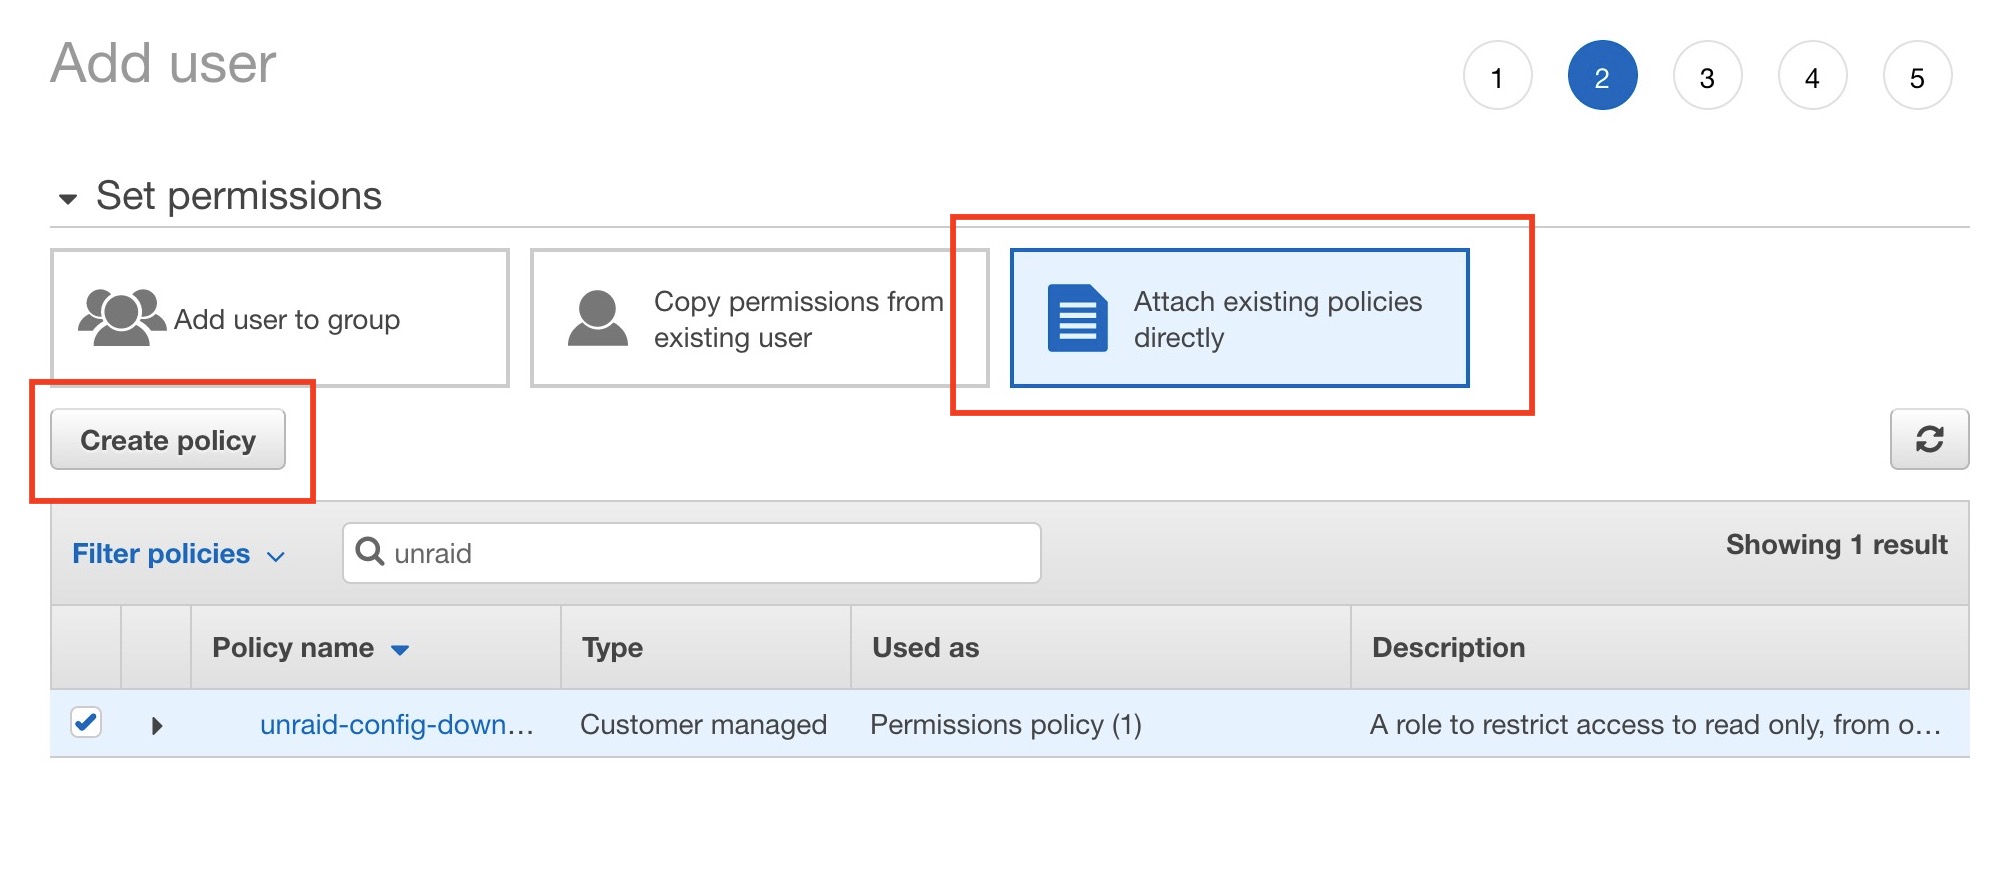 Add user
1 2 3 4 5
Set permissions
Add user to group
Copy permissions from
existing user
Attach existing policies
directly
Create policy
Filter policies
unraid
Showing 1 result
Policy name Type Used as Description
unraid-config-down... Customer managed Permissions policy (1) A role to restrict access to read only, from o...